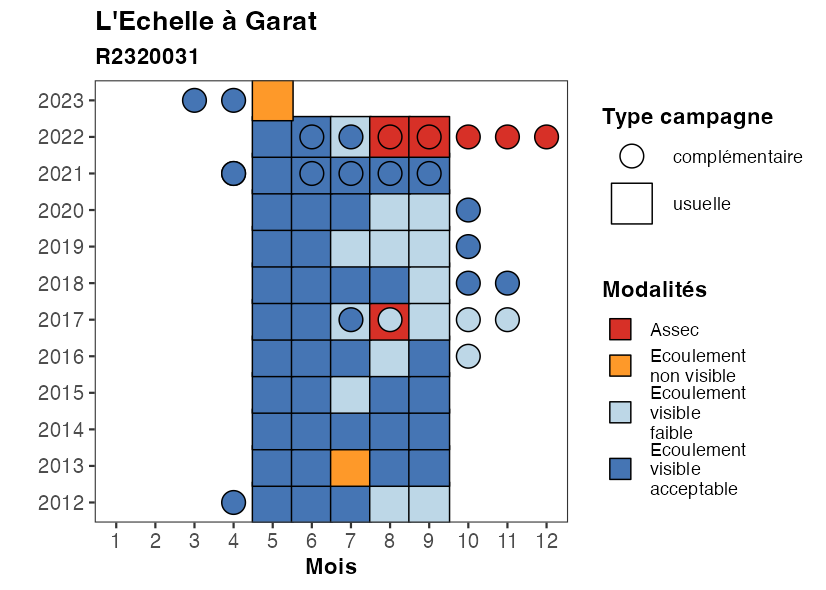 L'Echelle à Garat
R2320031
2023
2022
2021
2020
2019
2018
2017
2016
2015
2014
2013
2012
1 2 3 4 5 6 7 8 9 10 11 12
Mois
Type campagne
complémentaire
usuelle
Modalités
Assec
Ecoulement
non visible
Ecoulement
visible
faible
Ecoulement
visible
acceptable